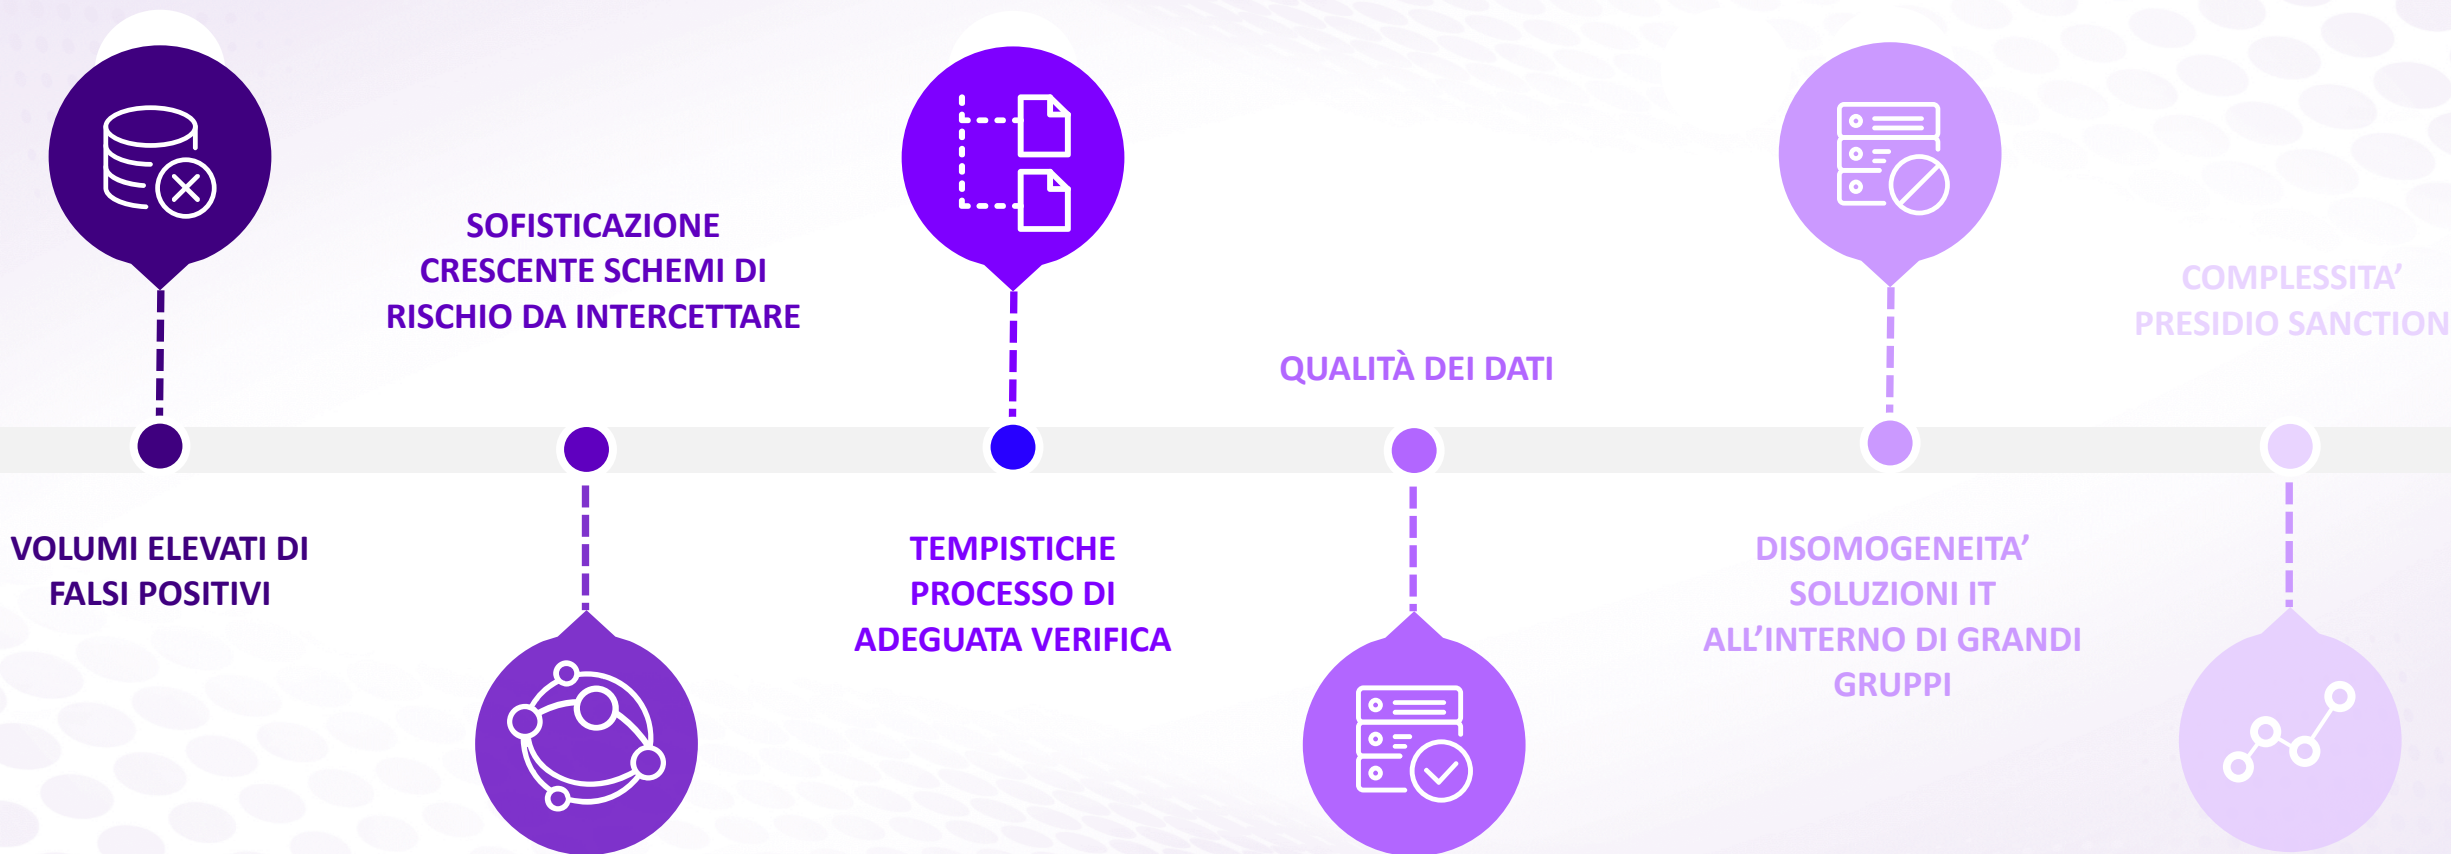 VOLUMI ELEVATI DI
FALSI POSITIVI
SOFISTICAZIONE
CRESCENTE SCHEMI DI
RISCHIO DA INTERCETTARE
TEMPISTICHE
PROCESSO DI
ADEGUATA VERIFICA
QUALITÀ DEI DATI
DISOMOGENEITA’
SOLUZIONI IT
ALL’INTERNO DI GRANDI
GRUPPI
COMPLESSITA’
PRESIDIO SANCTION